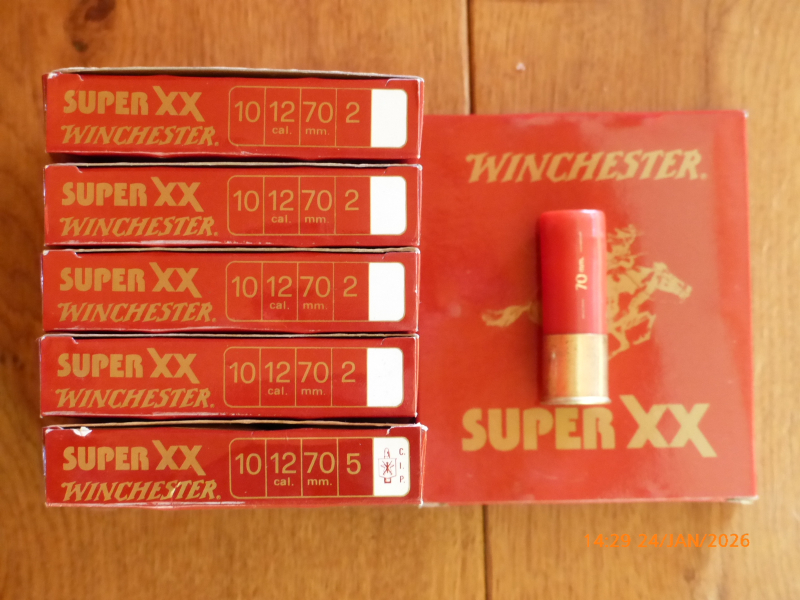 SUPER XX
WINCHESTER.
10 12 70 2
cal. mm.
SUPER XX
WINCHESTER.
10 12 70 2
cal. mm.
SUPER XX
WINCHESTER.
10 12 70 2
cal. mm.
SUPER XX
WINCHESTER.
10 12 70 2
cal. mm.
SUPER XX
WINCHESTER.
10 12 70 5
cal. mm.
C
I
P
WINCHESTER.
70 mm.
SUPER XX
14:29 24/JAN/2026